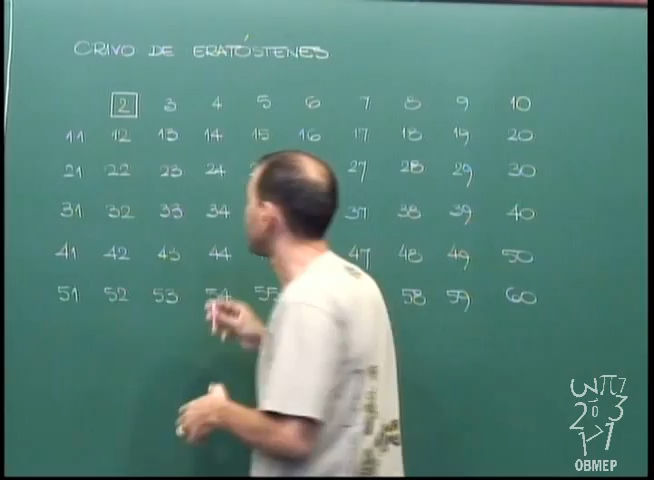 CRIVO DE ERATÓSTENES
2 3 4 5 6 7 8 9 10
11 12 13 14 15 16 17 18 19 20
21 22 23 24 27 28 29 30
31 32 33 34 37 38 39 40
41 42 43 44 47 48 49 50
51 52 53 54 55 58 59 60
OBMEP